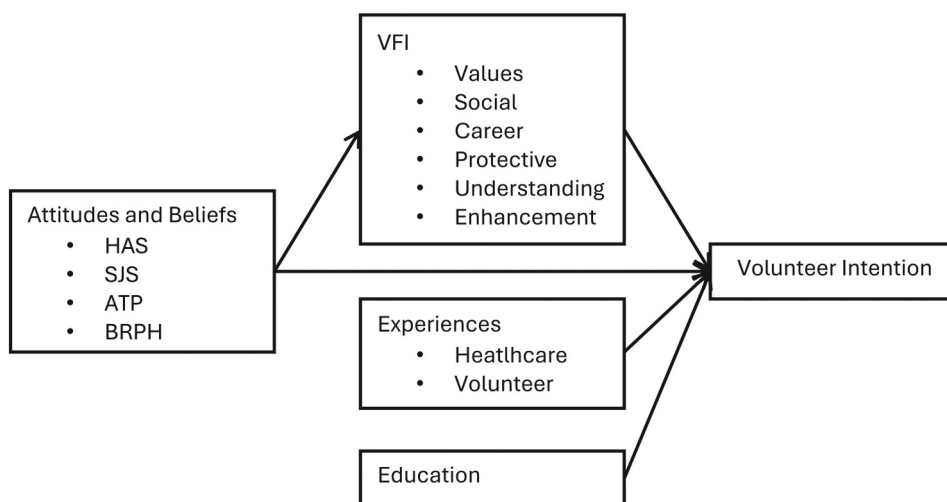 VFI
• Values
• Social
• Career
• Protective
• Understanding
• Enhancement
Attitudes and Beliefs
• HAS
• SJS
• ATP
• BRPH
Volunteer Intention
Experiences
• Heatlhcare
• Volunteer
Education